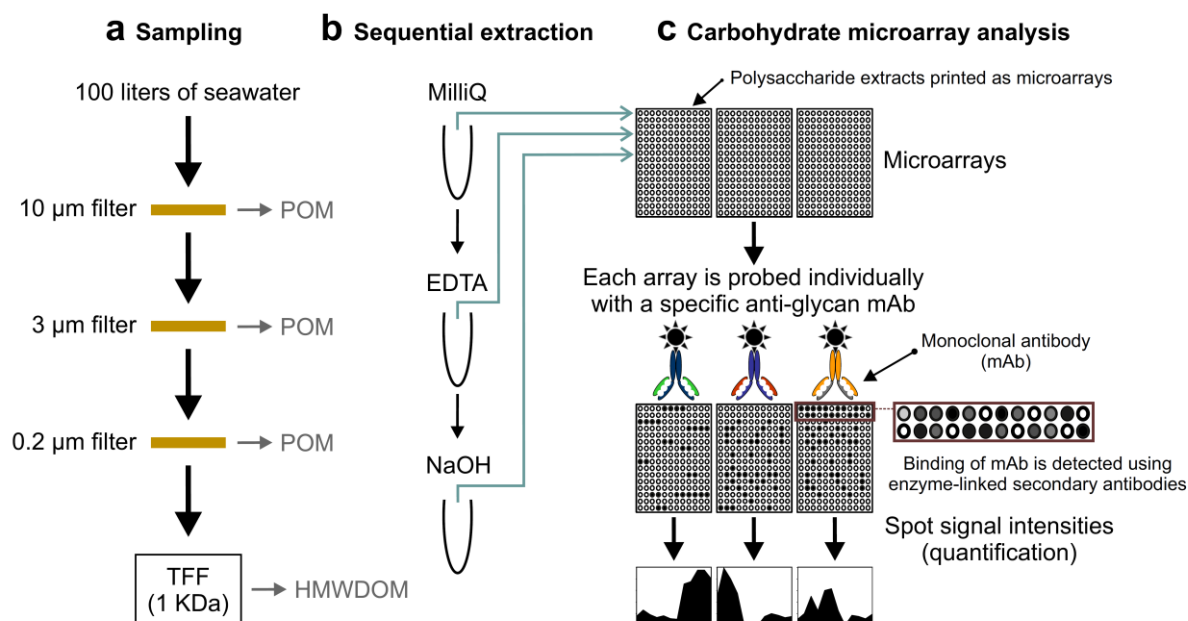 a Sampling
100 liters of seawater
10 µm filter
POM
3 µm filter
POM
0.2 µm filter
POM
TFF
(1 KDa)
HMWDOM
b Sequential extraction
MilliQ
EDTA
NaOH
c Carbohydrate microarray analysis
Polysaccharide extracts printed as microarrays
Microarrays
Each array is probed individually
with a specific anti-glycan mAb
Monoclonal antibody
(mAb)
Binding of mAb is detected using
enzyme-linked secondary antibodies
Spot signal intensities
(quantification)